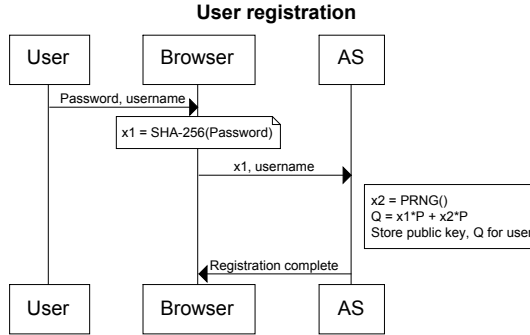 User registration
User Browser AS
Password, username
x1 = SHA-256(Password)
x1, username
x2 = PRNG()
Q = x1*P + x2*P
Store public key, Q for user
Registration complete
User Browser AS